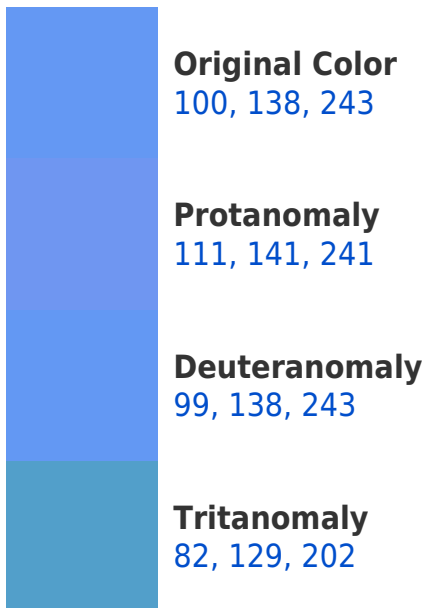 Original Color
100, 138, 243
Protanomaly
111, 141, 241
Deuteranomaly
99, 138, 243
Tritanomaly
82, 129, 202